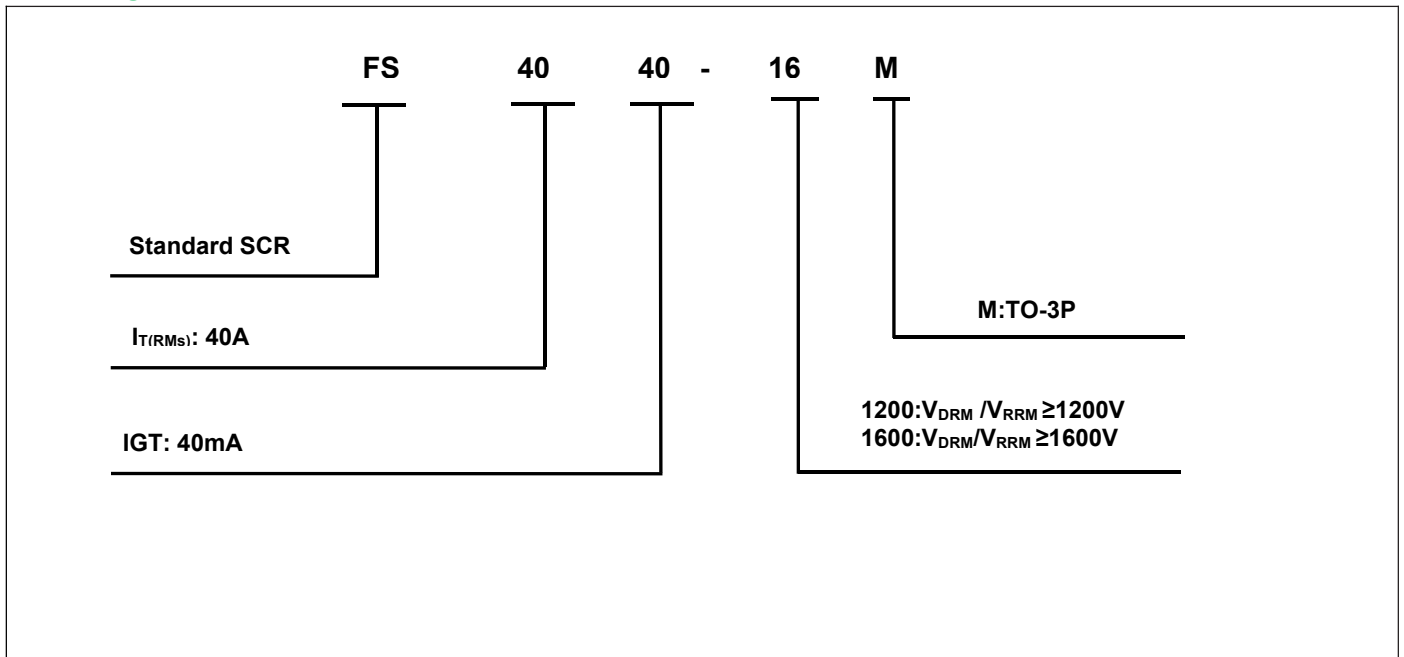 FS 40 40 - 16 M
Standard SCR
IT(RMS): 40A
IGT: 40mA
M:TO-3P
1200:VDRM /VRRM ≥1200V
1600:VDRM/VRRM ≥1600V